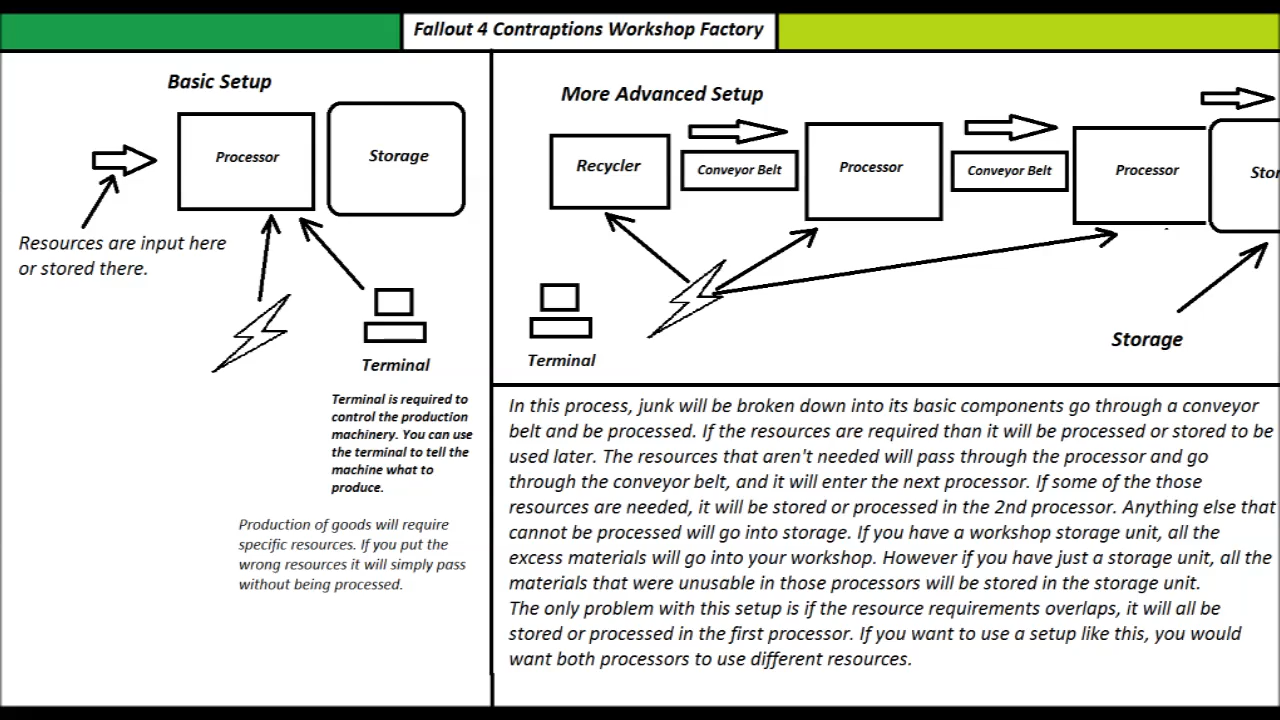 Fallout 4 Contraptions Workshop Factory
Basic Setup
Processor
Storage
Resources are input here
or stored there.
Terminal
Terminal is required to
control the production
machinery. You can use
the terminal to tell the
machine what to
produce.
Production of goods will require
specific resources. If you put the
wrong resources it will simply pass
without being processed.
More Advanced Setup
Recycler
Conveyor Belt
Processor
Conveyor Belt
Processor
Stor
Terminal
Storage
In this process, junk will be broken down into its basic components go through a conveyor
belt and be processed. If the resources are required than it will be processed or stored to be
used later. The resources that aren't needed will pass through the processor and go
through the conveyor belt, and it will enter the next processor. If some of the those
resources are needed, it will be stored or processed in the 2nd processor. Anything else that
cannot be processed will go into storage. If you have a workshop storage unit, all the
excess materials will go into your workshop. However if you have just a storage unit, all the
materials that were unusable in those processors will be stored in the storage unit.
The only problem with this setup is if the resource requirements overlaps, it will all be
stored or processed in the first processor. If you want to use a setup like this, you would
want both processors to use different resources.